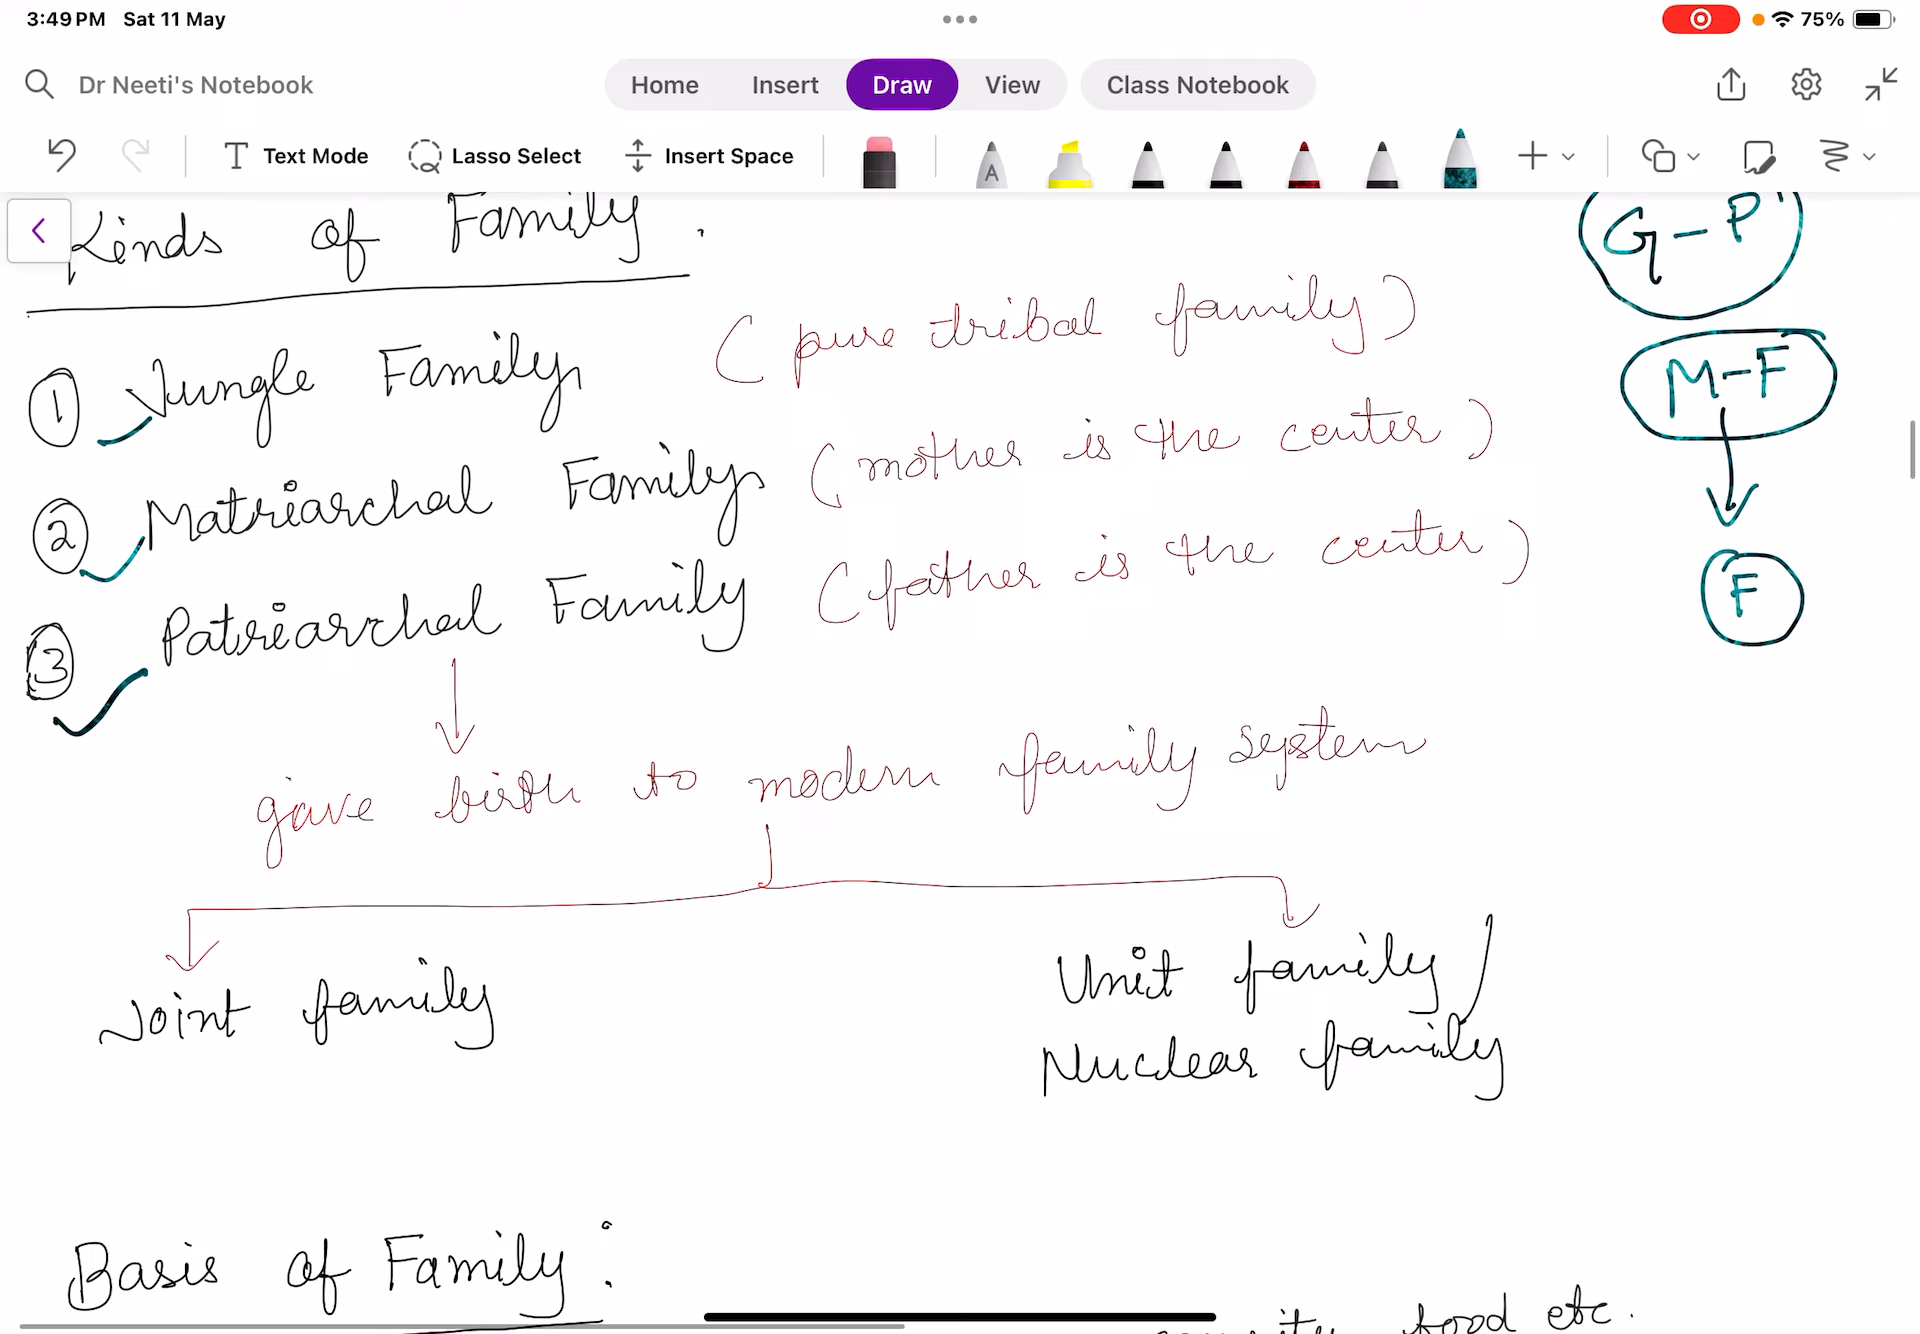 3:49 PM Sat 11 May
75%
Dr Neeti's Notebook
Home Insert Draw View Class Notebook
Text Mode Lasso Select Insert Space
A
Kinds of Family.
G-P
① Jungle Family, (pure tribal family)
M-F
② Matriarchal Family, (mother is the center)
③ Patriarchal Family (father is the center)
F
gave birth to modern family system
Joint family
Unit family/
Nuclear family
Basis of Family:
food etc.